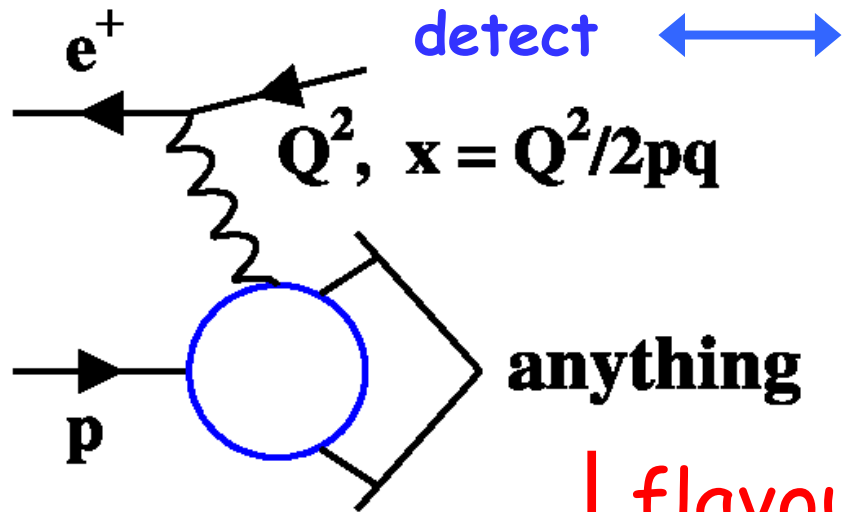 e⁺
detect
Q², x = Q²/2pq
anything
p